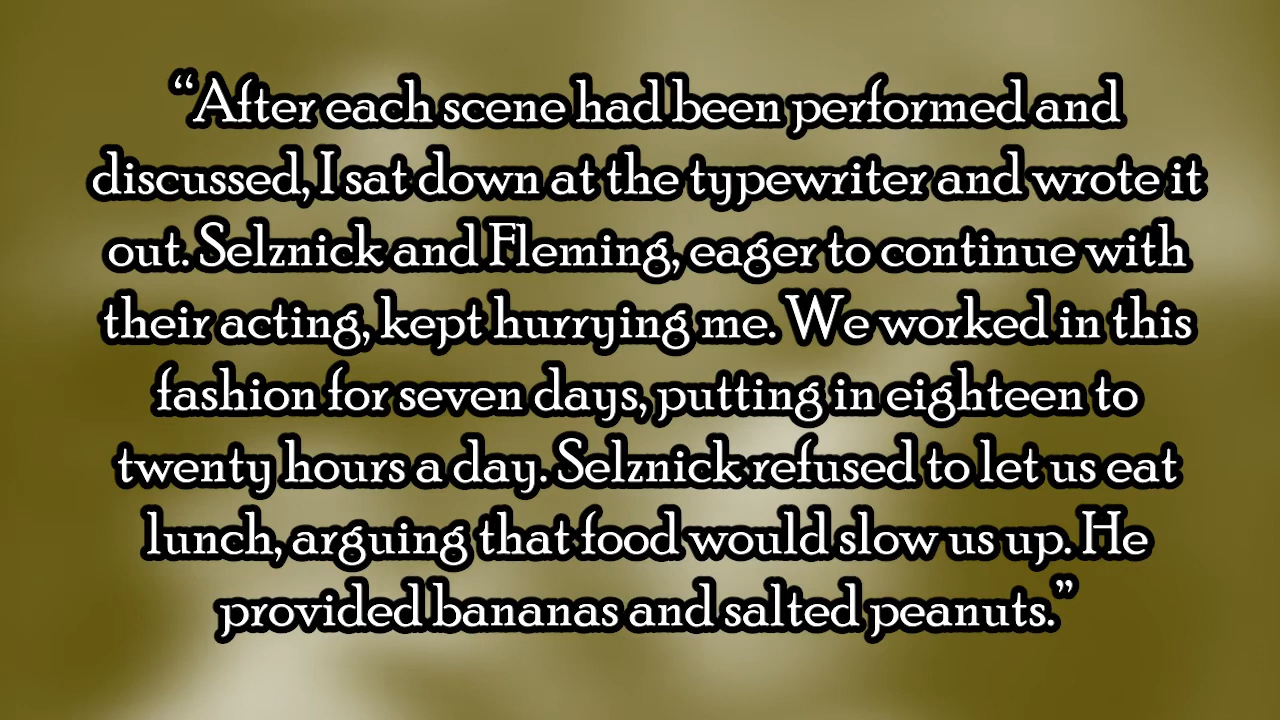 “After each scene had been performed and
discussed, I sat down at the typewriter and wrote it
out. Selznick and Fleming, eager to continue with
their acting, kept hurrying me. We worked in this
fashion for seven days, putting in eighteen to
twenty hours a day. Selznick refused to let us eat
lunch, arguing that food would slow us up. He
provided bananas and salted peanuts.”